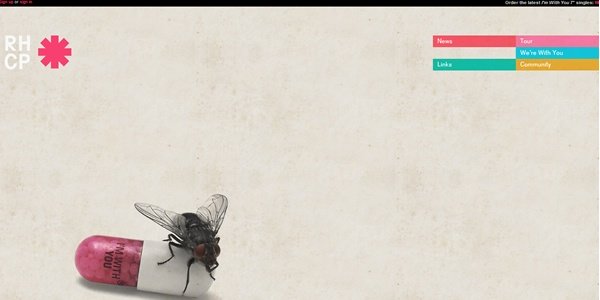 Sign up or sign in
Order the latest I'm With You 7" singles:
RH
CP
News
Tour
We're With You
Links
Community
I'M WITH
YOU